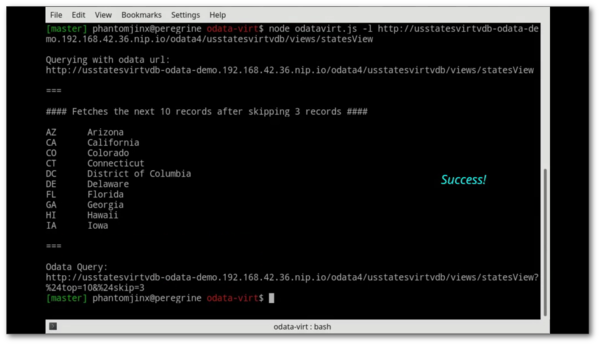 File Edit View Bookmarks Settings Help
[master] phantomjinx@peregrine odata-virt$ node odatavirt.js -l http://usstatesvirtvdb-odata-de
mo.192.168.42.36.nip.io/odata4/usstatesvirtvdb/views/statesView
Querying with odata url:
http://usstatesvirtvdb-odata-demo.192.168.42.36.nip.io/odata4/usstatesvirtvdb/views/statesView
===
#### Fetches the next 10 records after skipping 3 records ####
AZ Arizona
CA California
CO Colorado
CT Connecticut
DC District of Columbia
DE Delaware
FL Florida
GA Georgia
HI Hawaii
IA Iowa
Success!
===
Odata Query:
http://usstatesvirtvdb-odata-demo.192.168.42.36.nip.io/odata4/usstatesvirtvdb/views/statesView?
%24top=10&%24skip=3
[master] phantomjinx@peregrine odata-virt$
odata-virt : bash